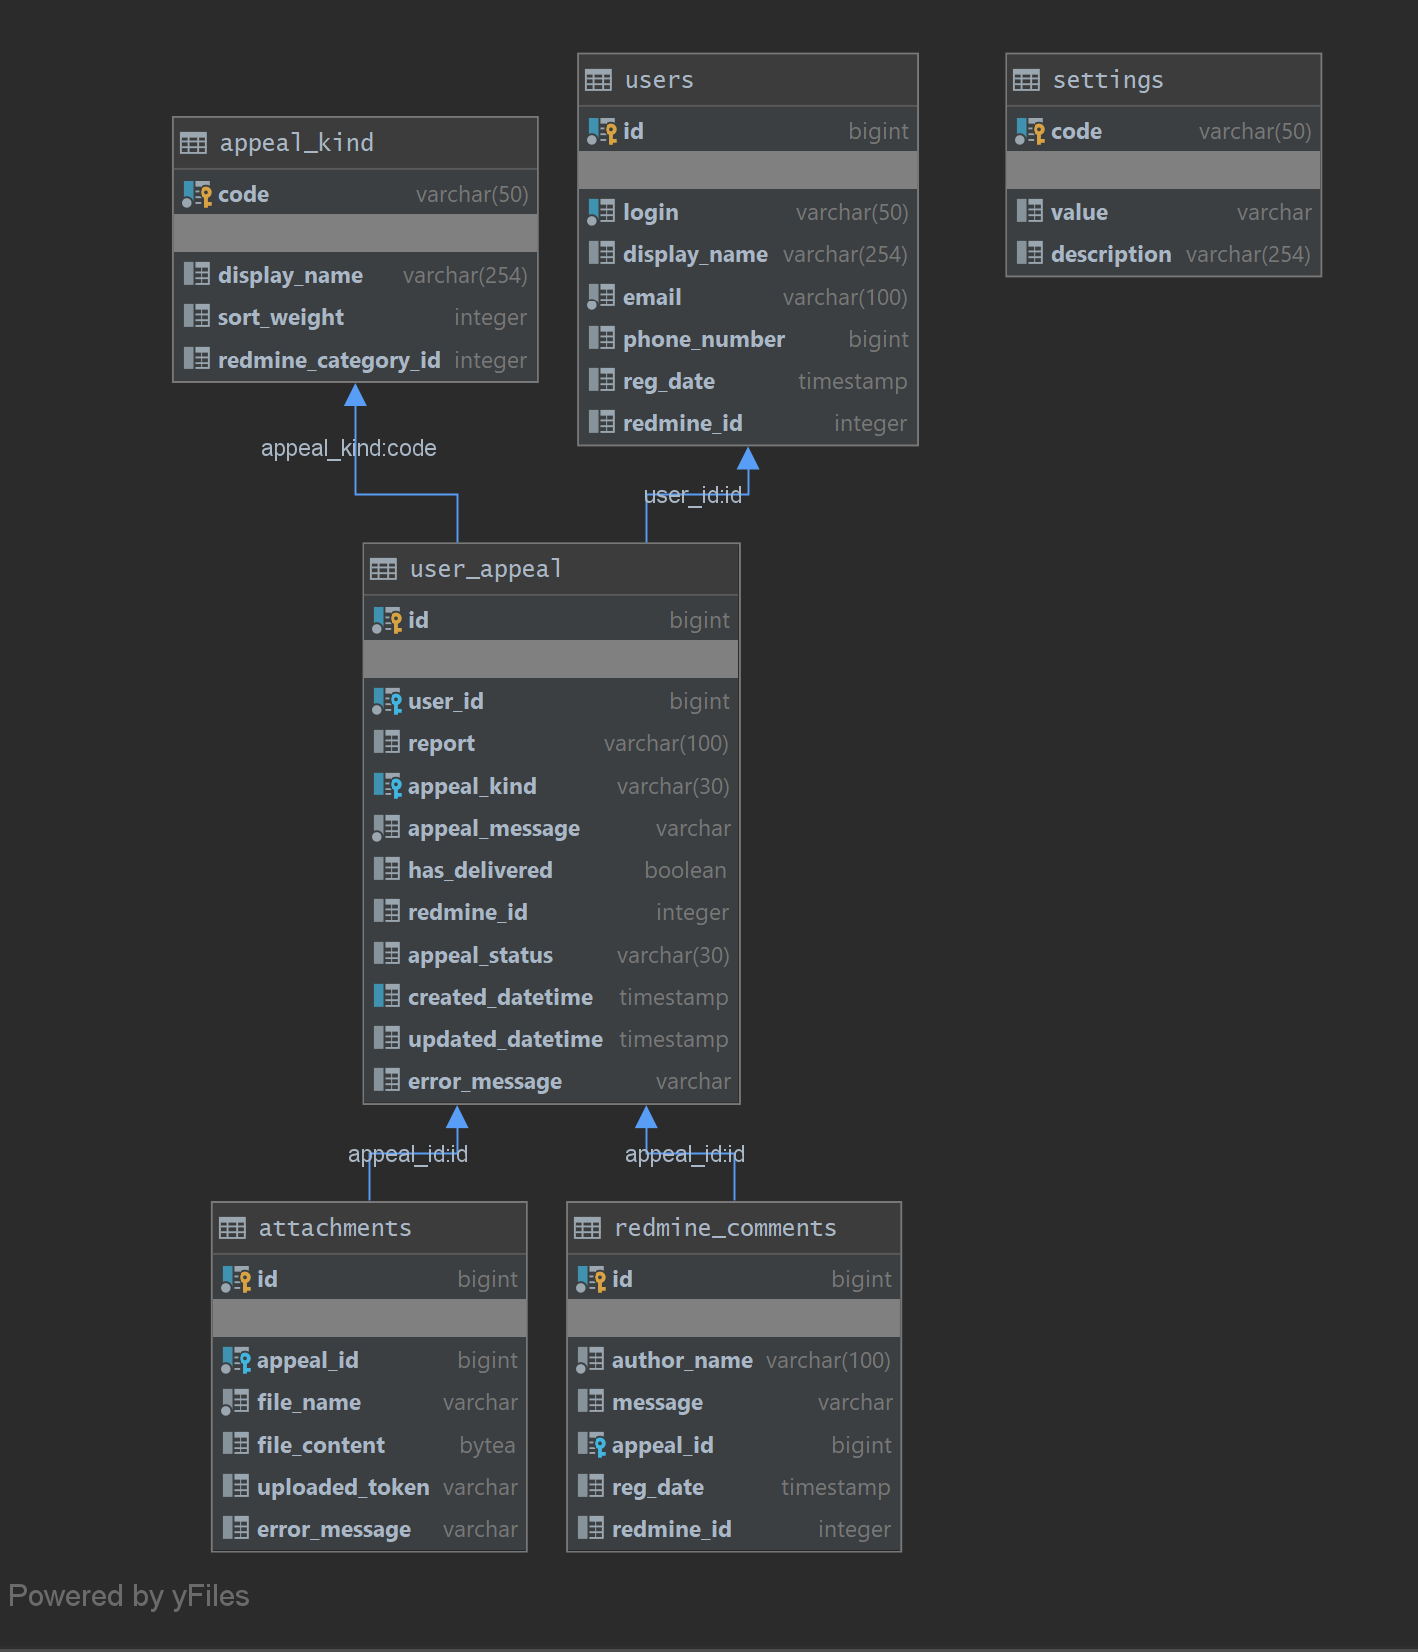 appeal_kind
code varchar(50)
display_name varchar(254)
sort_weight integer
redmine_category_id integer
users
id bigint
login varchar(50)
display_name varchar(254)
email varchar(100)
phone_number bigint
reg_date timestamp
redmine_id integer
settings
code varchar(50)
value varchar
description varchar(254)
appeal_kind:code
user_id:id
user_appeal
id bigint
user_id bigint
report varchar(100)
appeal_kind varchar(30)
appeal_message varchar
has_delivered boolean
redmine_id integer
appeal_status varchar(30)
created_datetime timestamp
updated_datetime timestamp
error_message varchar
appeal_id:id
appeal_id:id
attachments
id bigint
appeal_id bigint
file_name varchar
file_content bytea
uploaded_token varchar
error_message varchar
redmine_comments
id bigint
author_name varchar(100)
message varchar
appeal_id bigint
reg_date timestamp
redmine_id integer
Powered by yFiles